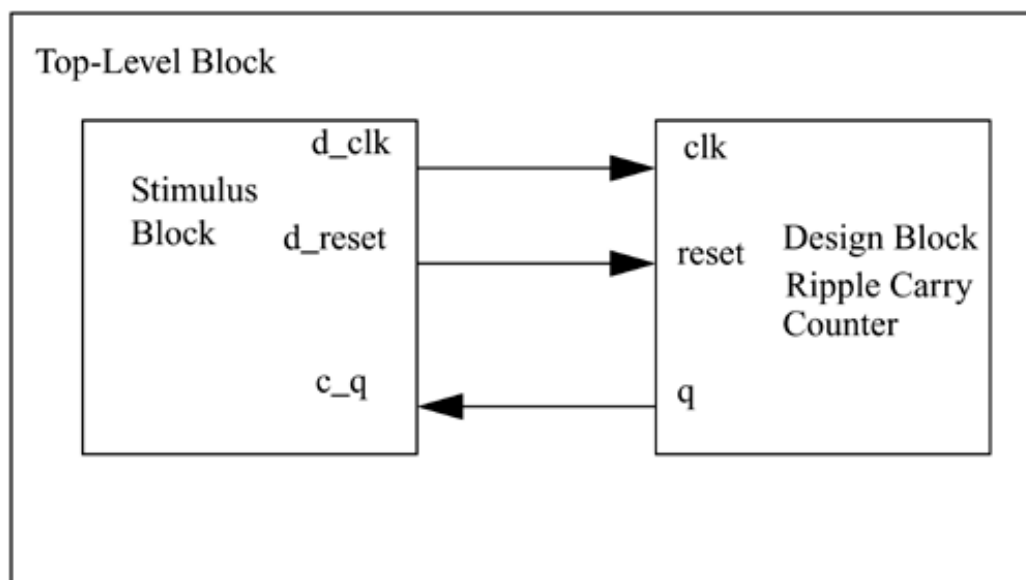 Top-Level Block
d_clk
Stimulus
Block
d_reset
c_q
clk
reset
Design Block
Ripple Carry
Counter
q